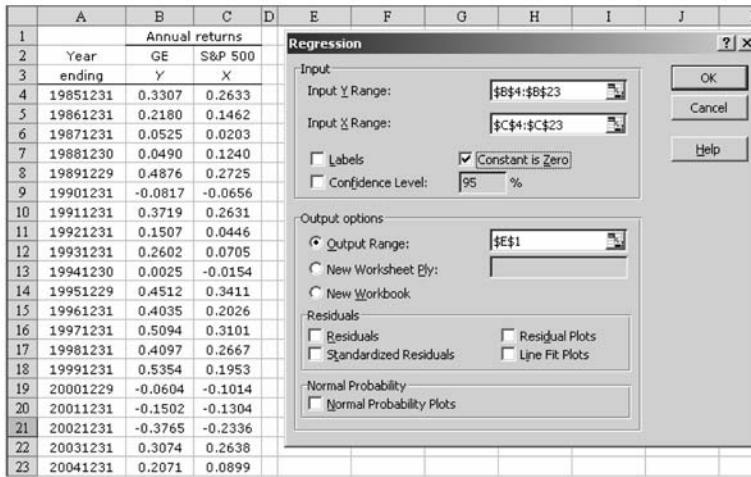 A B C D E F G H I J
1 Annual returns
2 Year GE S&P 500
3 ending Y X
4 19851231 0.3307 0.2633
5 19861231 0.2180 0.1462
6 19871231 0.0525 0.0203
7 19881230 0.0490 0.1240
8 19891229 0.4876 0.2725
9 19901231 -0.0817 -0.0656
10 19911231 0.3719 0.2631
11 19921231 0.1507 0.0446
12 19931231 0.2602 0.0705
13 19941230 0.0025 -0.0154
14 19951229 0.4512 0.3411
15 19961231 0.4035 0.2026
16 19971231 0.5094 0.3101
17 19981231 0.4097 0.2667
18 19991231 0.5354 0.1953
19 20001229 -0.0604 -0.1014
20 20011231 -0.1502 -0.1304
21 20021231 -0.3765 -0.2336
22 20031231 0.3074 0.2638
23 20041231 0.2071 0.0899
Regression ? x
Input
Input Y Range: $B$4:$B$23
Input X Range: $C$4:$C$23
Labels Constant is Zero
Confidence Level: 95 %
OK
Cancel
Help
Output options
Output Range: $E$1
New Worksheet Ply:
New Workbook
Residuals
Residuals Residual Plots
Standardized Residuals Line Fit Plots
Normal Probability
Normal Probability Plots